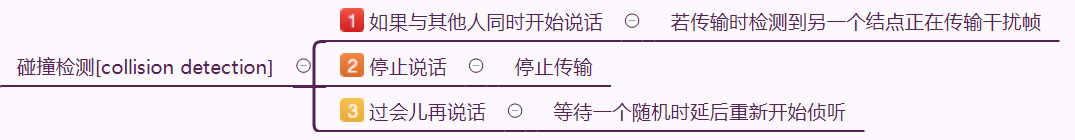 碰撞检测[collision detection]
1 如果与其他人同时开始说话 若传输时检测到另一个结点正在传输干扰帧
2 停止说话 停止传输
3 过会儿再说话 等待一个随机时延后重新开始侦听